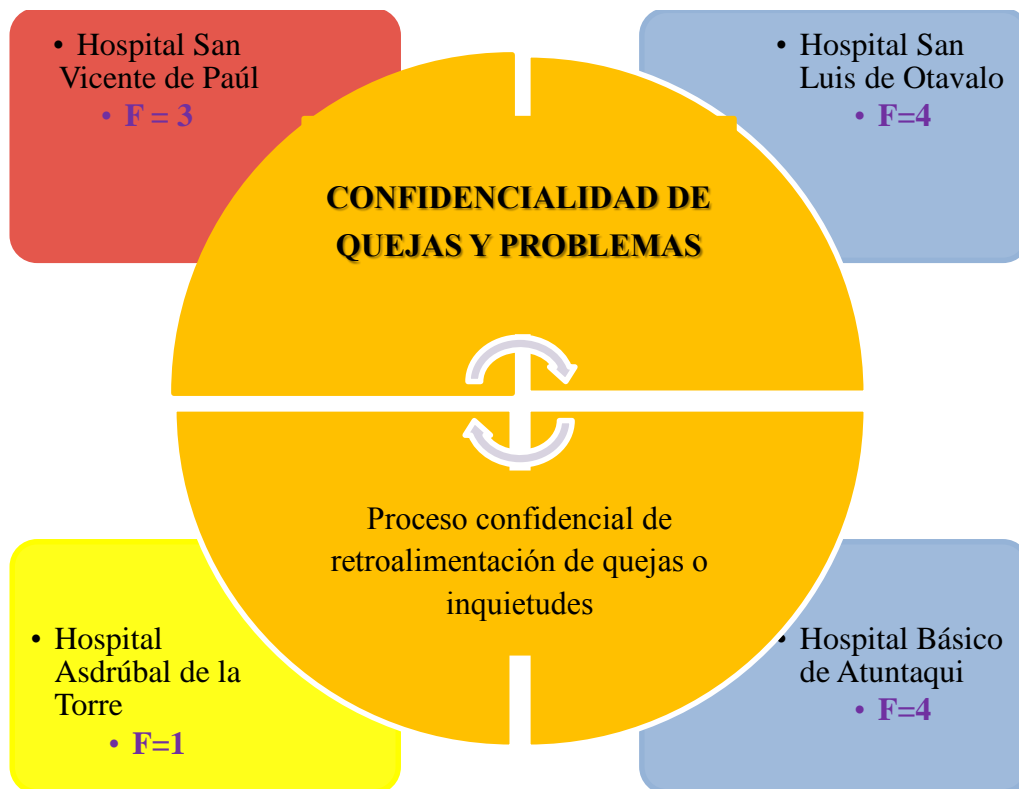 • Hospital San
Vicente de Paúl
• F = 3
• Hospital San
Luis de Otavalo
• F=4
CONFIDENCIALIDAD DE
QUEJAS Y PROBLEMAS
Proceso confidencial de
retroalimentación de quejas o
inquietudes
• Hospital
Asdrúbal de la
Torre
• F=1
• Hospital Básico
de Atuntaqui
• F=4